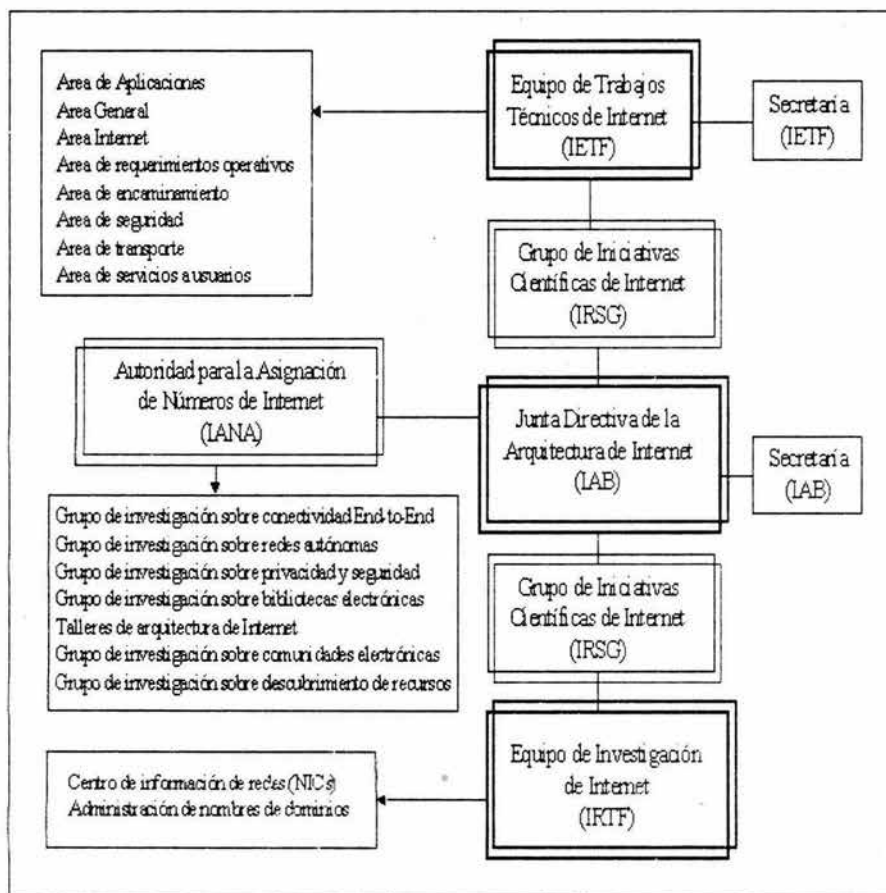 Area de Aplicaciones
Area General
Area Internet
Area de requerimientos operativos
Area de encaminamiento
Area de seguridad
Area de transporte
Area de servicios a usuarios
Equipo de Trabajos
Técnicos de Internet
(IETF)
Secretaría
(IETF)
Grupo de Iniciativas
Científicas de Internet
(IRSG)
Autoridad para la Asignación
de Números de Internet
(IANA)
Junta Directiva de la
Arquitectura de Internet
(IAB)
Secretaría
(IAB)
Grupo de investigación sobre conectividad End-to-End
Grupo de investigación sobre redes autónomas
Grupo de investigación sobre privacidad y seguridad
Grupo de investigación sobre bibliotecas electrónicas
Talleres de arquitectura de Internet
Grupo de investigación sobre comunidades electrónicas
Grupo de investigación sobre descubrimiento de recursos
Grupo de Iniciativas
Científicas de Internet
(IRSG)
Equipo de Investigación
de Internet
(IRTF)
Centro de información de redes (NICs)
Administración de nombres de dominios